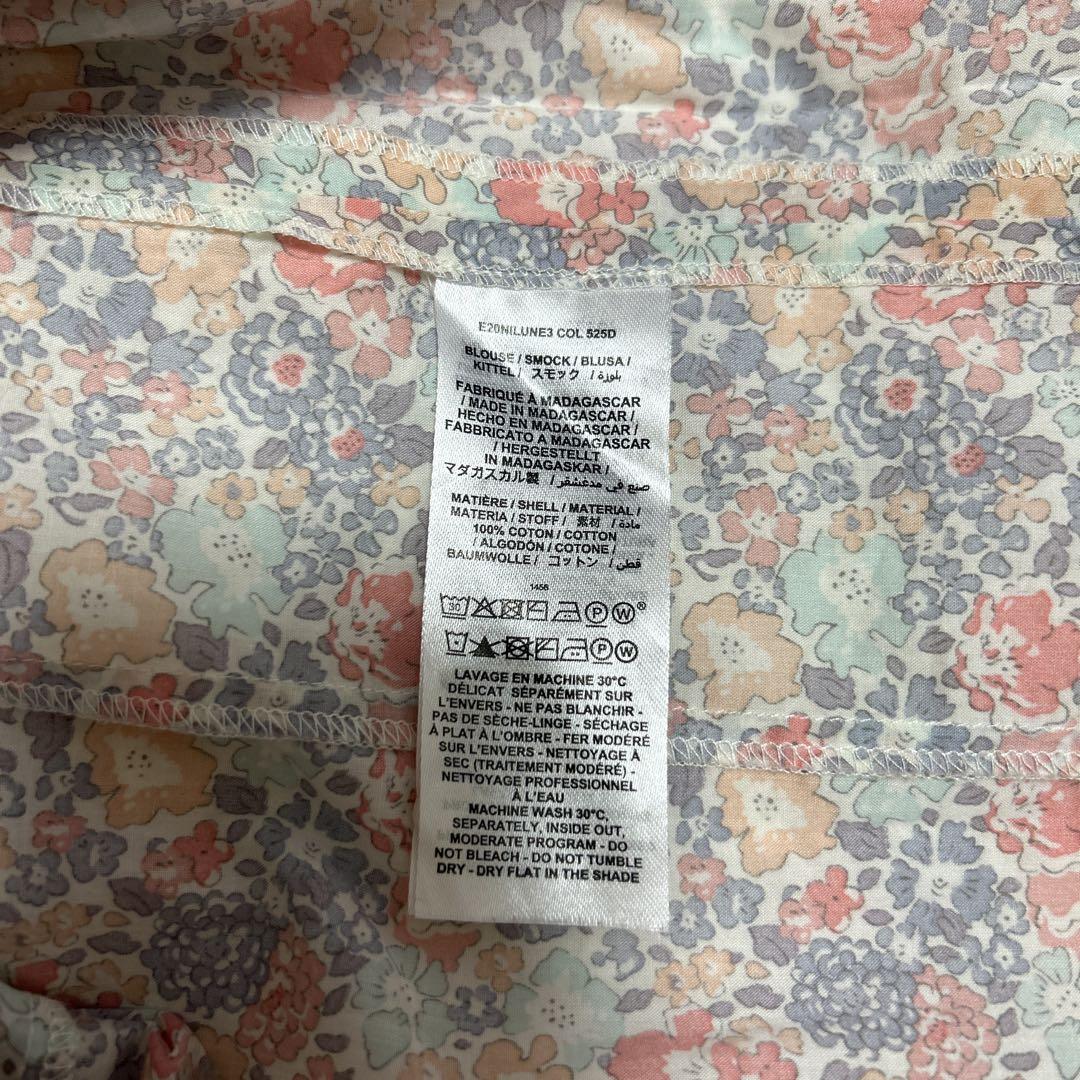 E20NILUNE3 COL 525D
BLOUSE / SMOCK / BLUSA /
KITTEL / スモック / بلوزة
FABRIQUÉ À MADAGASCAR
/ MADE IN MADAGASCAR /
HECHO EN MADAGASCAR /
FABBRICATO A MADAGASCAR
/ HERGESTELLT
IN MADAGASKAR /
マダガスカル製 / صنع في مدغشقر
MATIÈRE / SHELL / MATERIAL /
MATERIA / STOFF / 素材 / مادة
100% COTON / COTTON
/ ALGODÓN / COTONE /
BAUMWOLLE / コットン / قطن
1456
30 P W®
P W
LAVAGE EN MACHINE 30°C
DÉLICAT SÉPARÉMENT SUR
L'ENVERS - NE PAS BLANCHIR -
PAS DE SÈCHE-LINGE - SÉCHAGE
À PLAT À L'OMBRE - FER MODÉRÉ
SUR L'ENVERS - NETTOYAGE À
SEC (TRAITEMENT MODÉRÉ) -
NETTOYAGE PROFESSIONNEL
À L'EAU
MACHINE WASH 30°C,
SEPARATELY, INSIDE OUT,
MODERATE PROGRAM - DO
NOT BLEACH - DO NOT TUMBLE
DRY - DRY FLAT IN THE SHADE